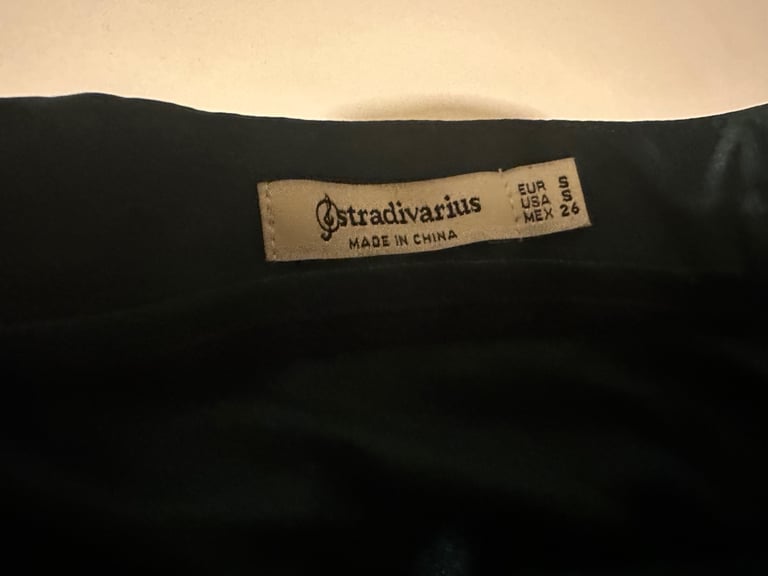 stradivarius
MADE IN CHINA
EUR S
USA S
MEX 26